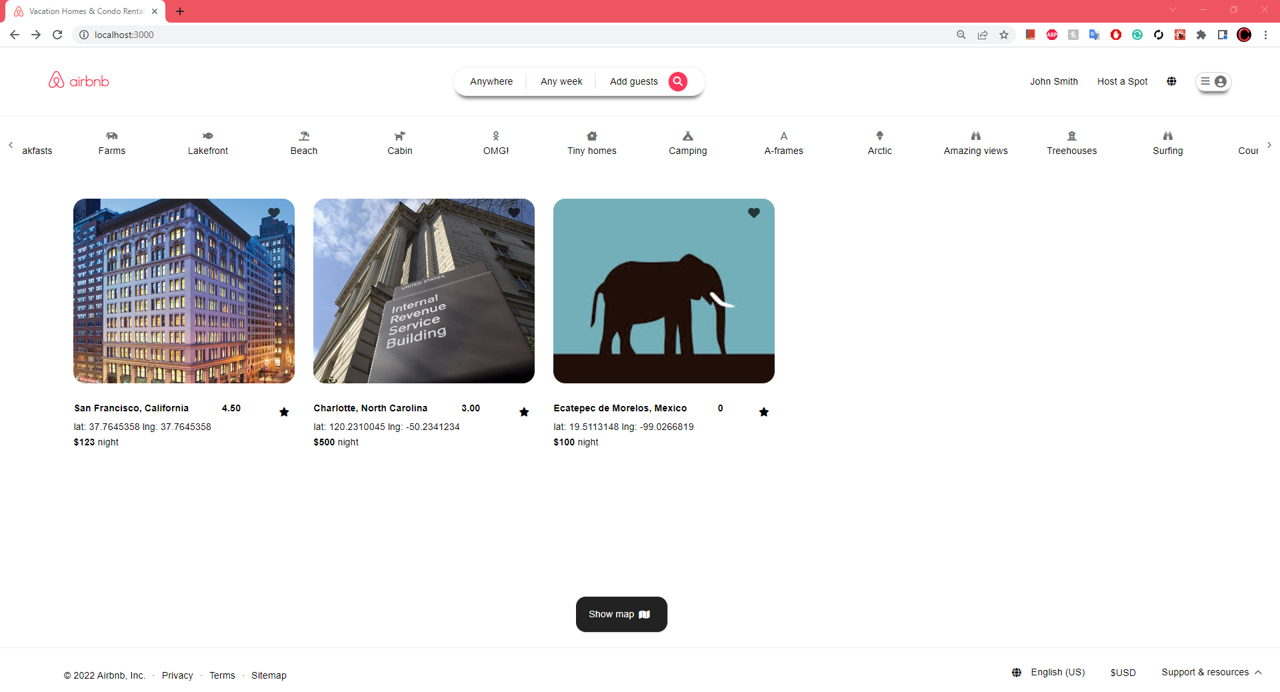 Vacation Homes & Condo Rental
localhost:3000
airbnb
Anywhere Any week Add guests
John Smith Host a Spot
akfasts Farms Lakefront Beach Cabin OMG! Tiny homes Camping A-frames Arctic Amazing views Treehouses Surfing Cour
UNITED STATES
Internal
Revenue
Service
Building
San Francisco, California 4.50
lat: 37.7645358 lng: 37.7645358
$123 night
Charlotte, North Carolina 3.00
lat: 120.2310045 lng: -50.2341234
$500 night
Ecatepec de Morelos, Mexico 0
lat: 19.5113148 lng: -99.0266819
$100 night
Show map
© 2022 Airbnb, Inc. · Privacy · Terms · Sitemap
English (US) $USD Support & resources